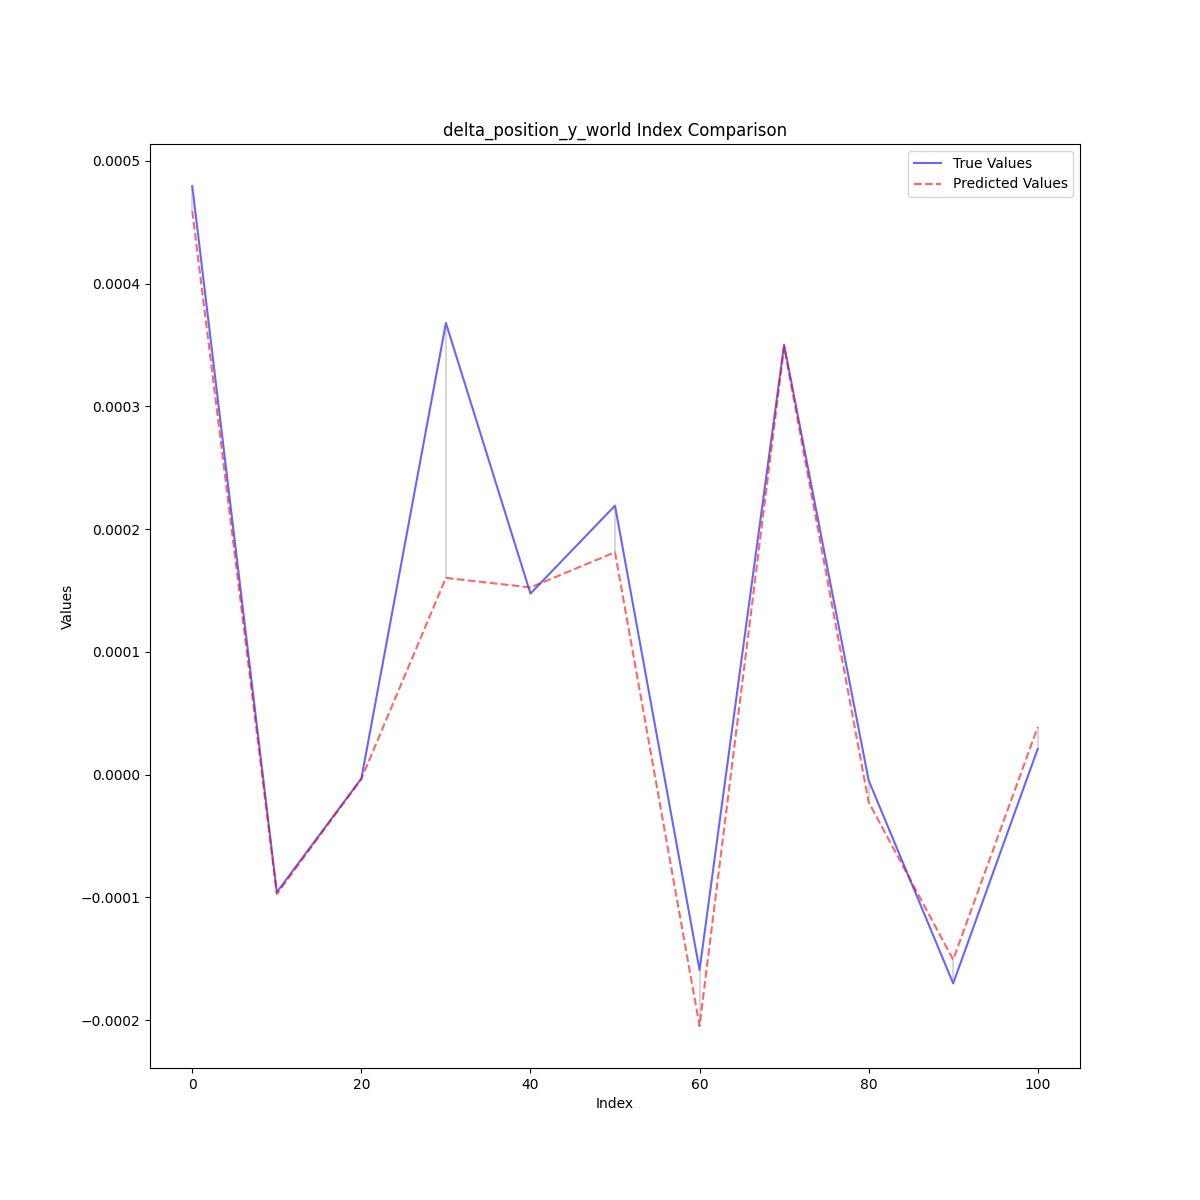 delta_position_y_world Index Comparison
True Values
Predicted Values
0.0005
0.0004
0.0003
0.0002
0.0001
0.0000
−0.0001
−0.0002
Values
0 20 40 60 80 100
Index